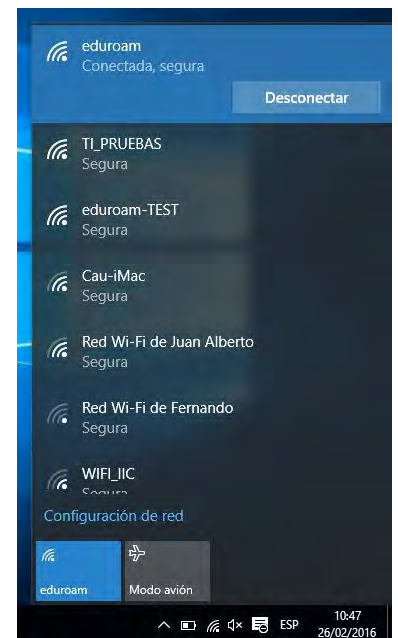 eduroam
Conectada, segura
Desconectar
TI_PRUEBAS
Segura
eduroam-TEST
Segura
Cau-iMac
Segura
Red Wi-Fi de Juan Alberto
Segura
Red Wi-Fi de Fernando
Segura
WIFI_IIC
Segura
Configuración de red
eduroam
Modo avión
ESP
10:47
26/02/2016